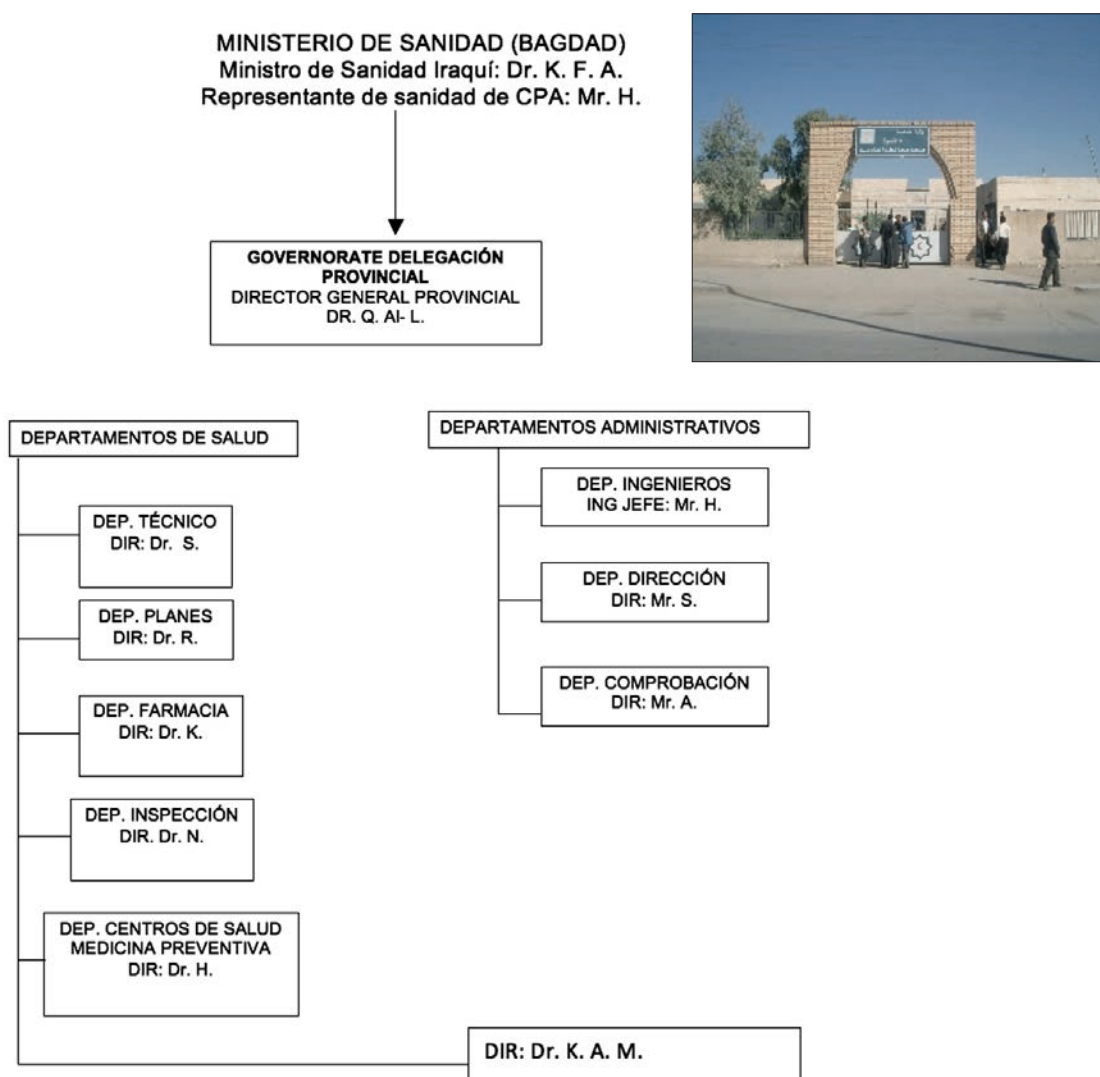 MINISTERIO DE SANIDAD (BAGDAD)
Ministro de Sanidad Iraquí: Dr. K. F. A.
Representante de sanidad de CPA: Mr. H.
GOVERNORATE DELEGACIÓN
PROVINCIAL
DIRECTOR GENERAL PROVINCIAL
DR. Q. Al- L.
DEPARTAMENTOS DE SALUD
DEP. TÉCNICO
DIR: Dr. S.
DEP. PLANES
DIR: Dr. R.
DEP. FARMACIA
DIR: Dr. K.
DEP. INSPECCIÓN
DIR. Dr. N.
DEP. CENTROS DE SALUD
MEDICINA PREVENTIVA
DIR: Dr. H.
DEPARTAMENTOS ADMINISTRATIVOS
DEP. INGENIEROS
ING JEFE: Mr. H.
DEP. DIRECCIÓN
DIR: Mr. S.
DEP. COMPROBACIÓN
DIR: Mr. A.
DIR: Dr. K. A. M.